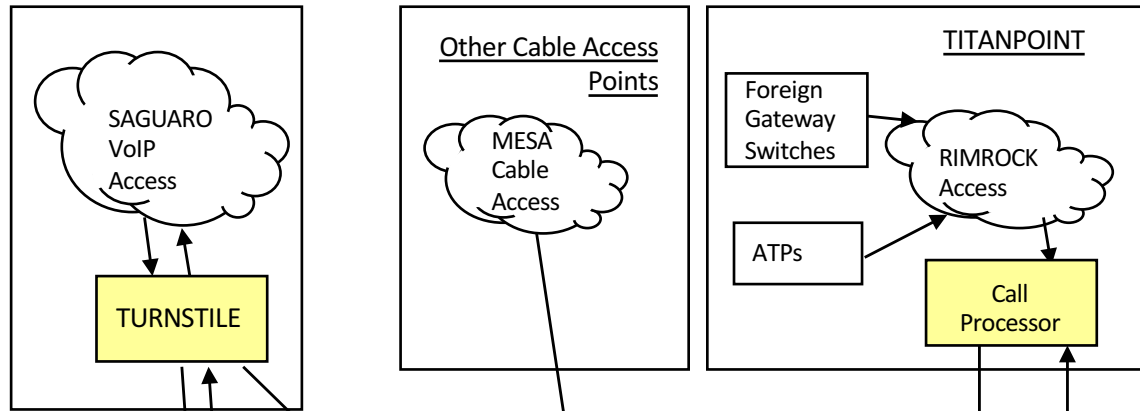 SAGUARO
VoIP
Access
TURNSTILE
Other Cable Access
Points
MESA
Cable
Access
TITANPOINT
Foreign
Gateway
Switches
RIMROCK
Access
ATPs
Call
Processor